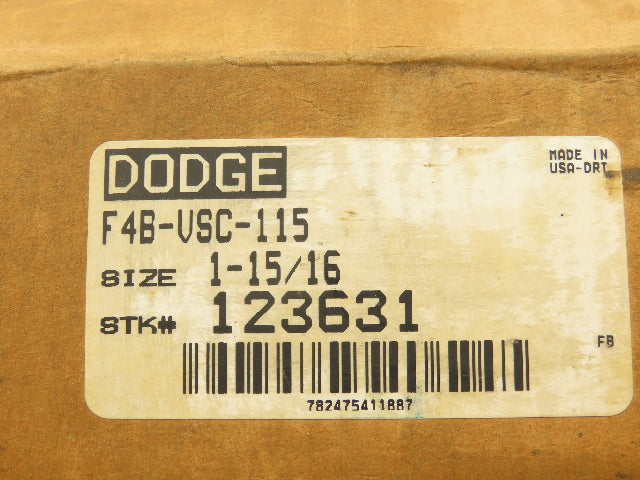 DODGE
MADE IN
USA-DRT
F4B-VSC-115
SIZE 1-15/16
STK# 123631
FB
782475411887